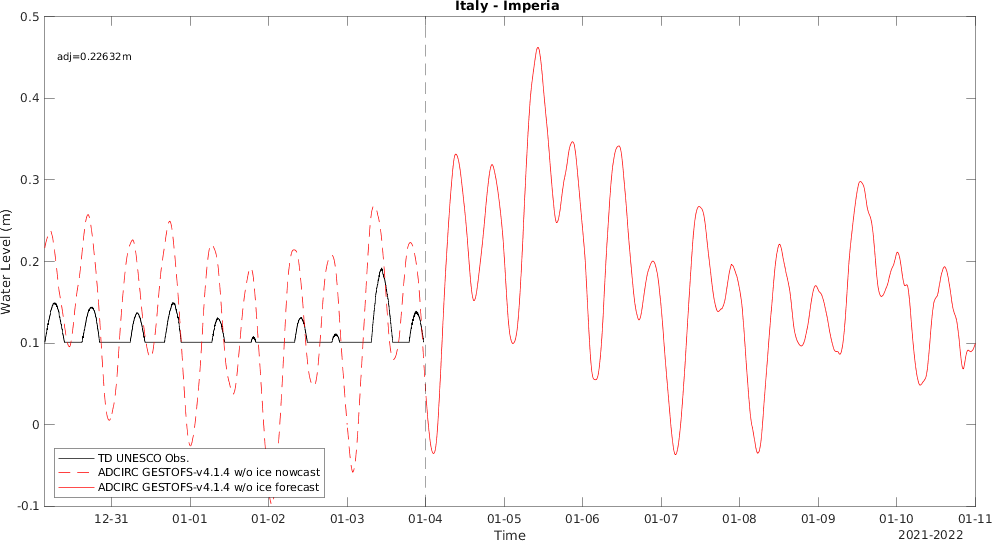 Italy - Imperia
adj=0.22632m
0.5
0.4
0.3
0.2
0.1
0
-0.1
Water Level (m)
TD UNESCO Obs.
ADCIRC GESTOFS-v4.1.4 w/o ice nowcast
ADCIRC GESTOFS-v4.1.4 w/o ice forecast
12-31 01-01 01-02 01-03 01-04 01-05 01-06 01-07 01-08 01-09 01-10 01-11
Time
2021-2022